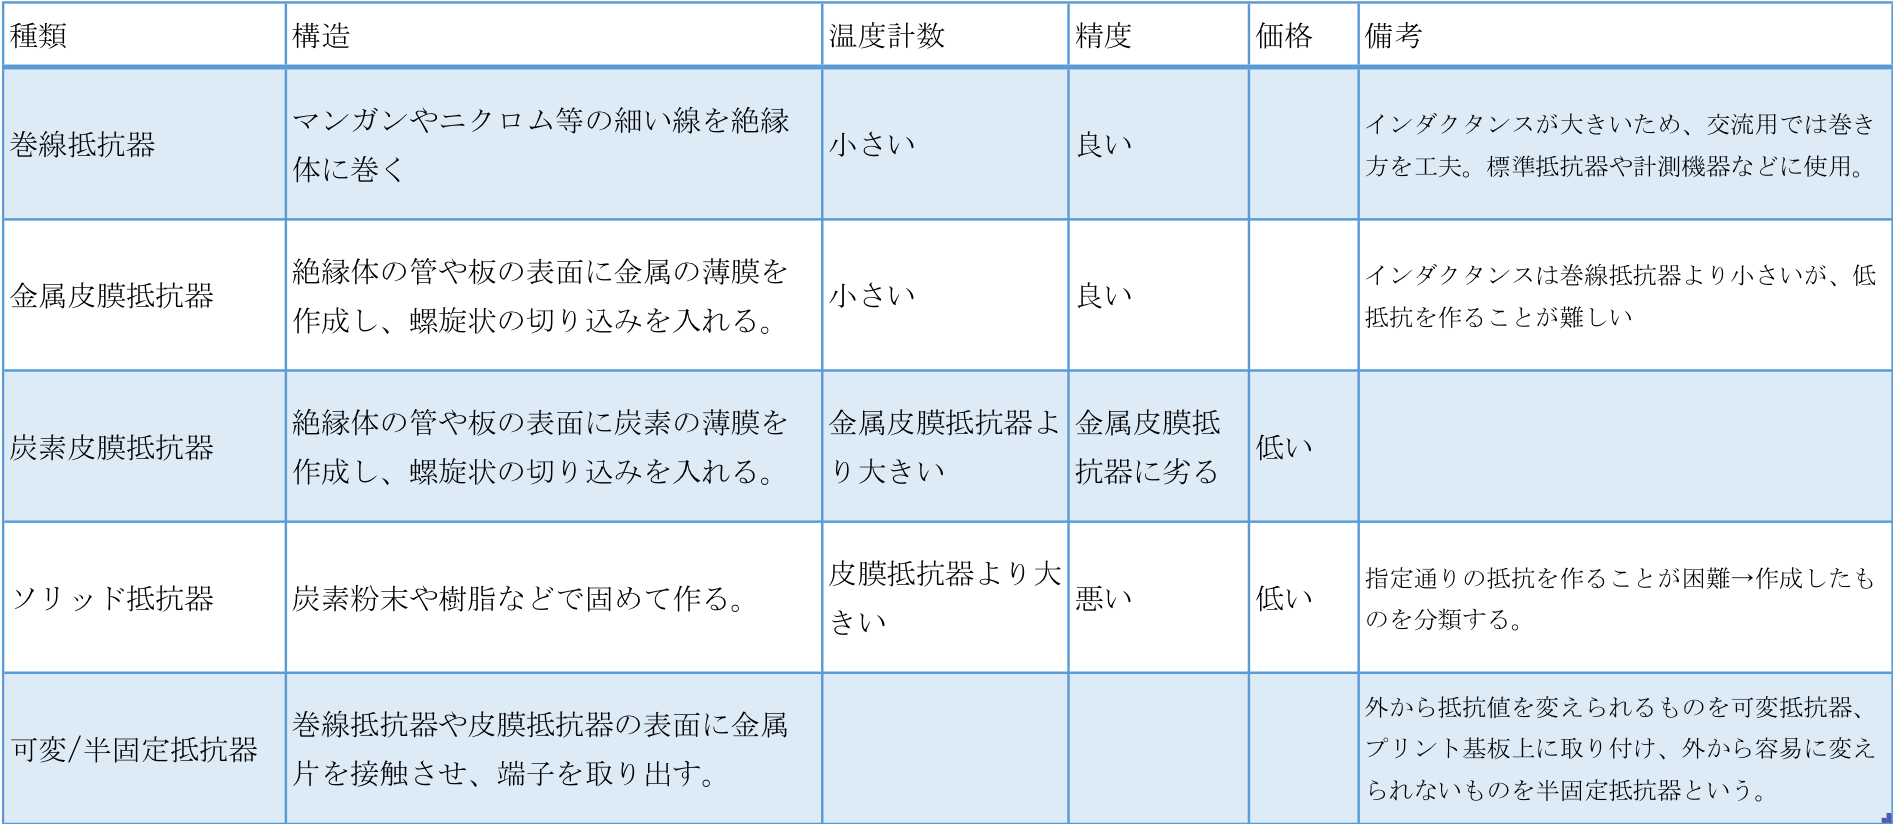 種類 構造 温度計数 精度 価格 備考
巻線抵抗器
マンガンやニクロム等の細い線を絶縁
体に巻く
小さい
良い
インダクタンスが大きいため、交流用では巻き
方を工夫。標準抵抗器や計測機器などに使用。
金属皮膜抵抗器
絶縁体の管や板の表面に金属の薄膜を
作成し、螺旋状の切り込みを入れる。
小さい
良い
インダクタンスは巻線抵抗器より小さいが、低
抵抗を作ることが難しい
炭素皮膜抵抗器
絶縁体の管や板の表面に炭素の薄膜を
作成し、螺旋状の切り込みを入れる。
金属皮膜抵抗器よ
り大きい
金属皮膜抵
抗器に劣る
低い
ソリッド抵抗器
炭素粉末や樹脂などで固めて作る。
皮膜抵抗器より大
きい
悪い
低い
指定通りの抵抗を作ることが困難→作成したも
のを分類する。
可変/半固定抵抗器
巻線抵抗器や皮膜抵抗器の表面に金属
片を接触させ、端子を取り出す。
外から抵抗値を変えられるものを可変抵抗器、
プリント基板上に取り付け、外から容易に変え
られないものを半固定抵抗器という。